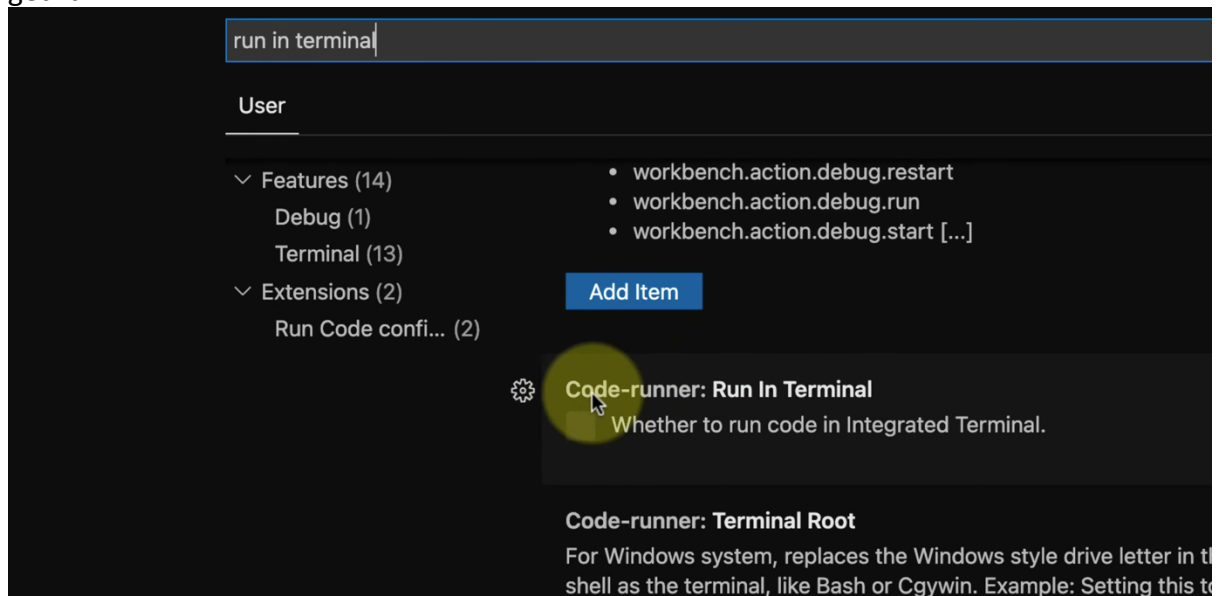 run in terminal
User
Features (14)
Debug (1)
Terminal (13)
Extensions (2)
Run Code confi... (2)
• workbench.action.debug.restart
• workbench.action.debug.run
• workbench.action.debug.start [...]
Add Item
Code-runner: Run In Terminal
Whether to run code in Integrated Terminal.
Code-runner: Terminal Root
For Windows system, replaces the Windows style drive letter in
shell as the terminal, like Bash or Cgywin. Example: Setting this